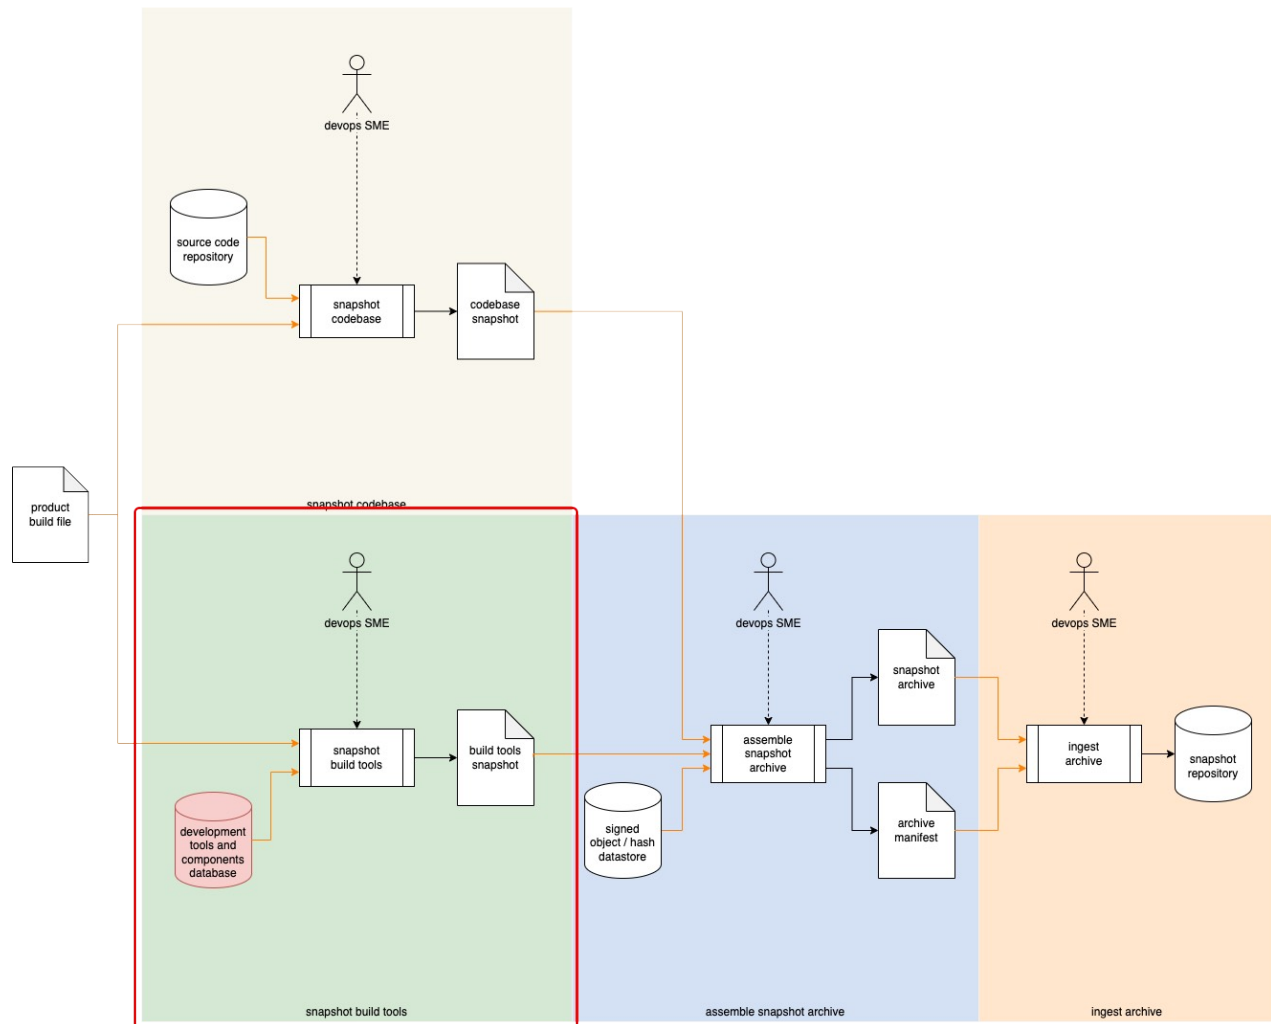 devops SME
source code
repository
snapshot
codebase
codebase
snapshot
snapshot codebase
product
build file
devops SME
snapshot
build tools
build tools
snapshot
development
tools and
components
database
snapshot build tools
devops SME
assemble
snapshot
archive
signed
object / hash
datastore
snapshot
archive
archive
manifest
assemble snapshot archive
devops SME
ingest
archive
snapshot
repository
ingest archive